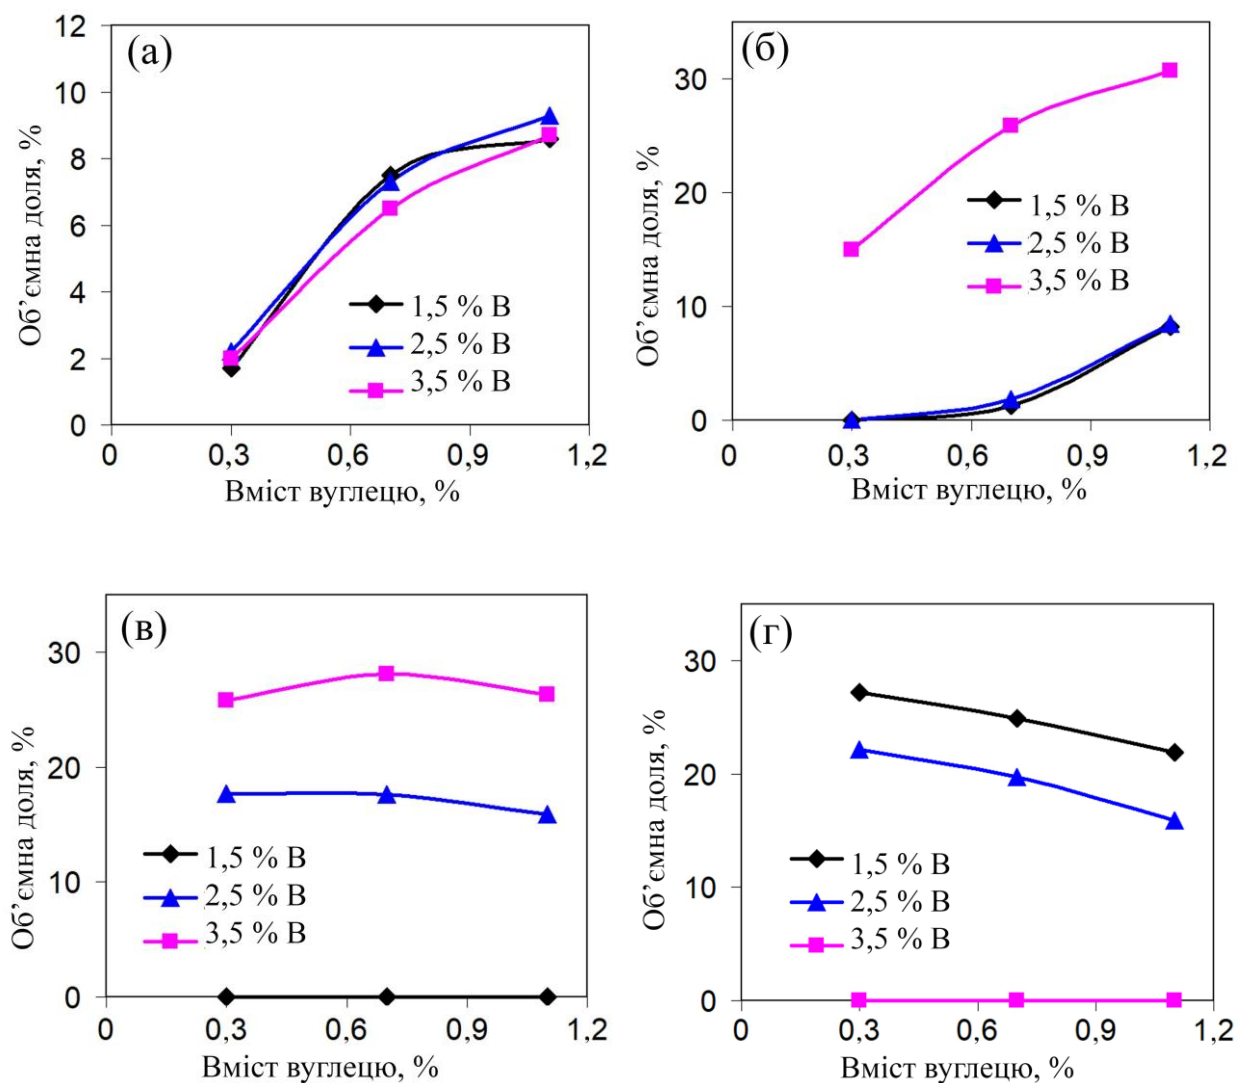 (а)
12
10
8
6
4
2
0
0
0,3
0,6
0,9
1,2
Об’ємна доля, %
Вміст вуглецю, %
1,5 % В
2,5 % В
3,5 % В
(б)
30
20
10
0
0
0,3
0,6
0,9
1,2
Об’ємна доля, %
Вміст вуглецю, %
1,5 % В
2,5 % В
3,5 % В
(в)
30
20
10
0
0
0,3
0,6
0,9
1,2
Об’ємна доля, %
Вміст вуглецю, %
1,5 % В
2,5 % В
3,5 % В
(г)
30
20
10
0
0
0,3
0,6
0,9
1,2
Об’ємна доля, %
Вміст вуглецю, %
1,5 % В
2,5 % В
3,5 % В